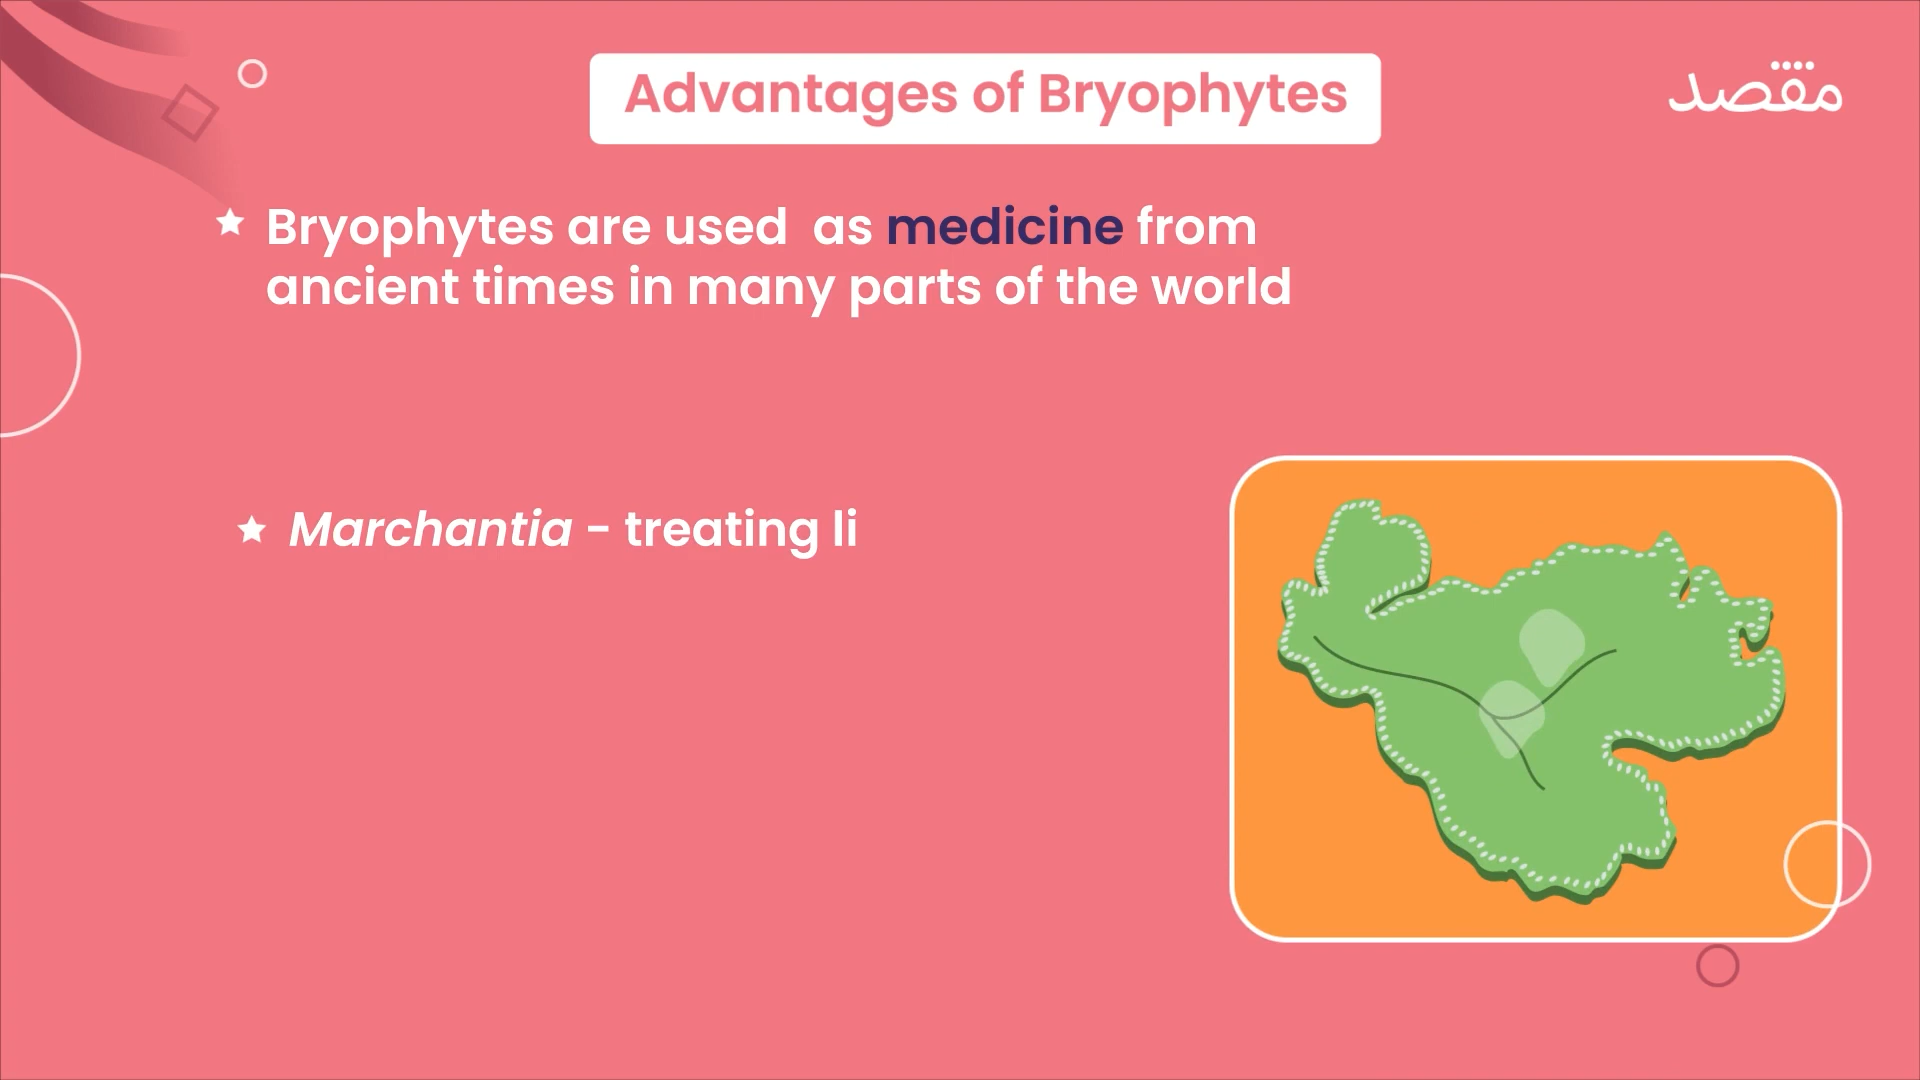 Advantages of Bryophytes
مقصد
Bryophytes are used as medicine from
ancient times in many parts of the world
Marchantia - treating li